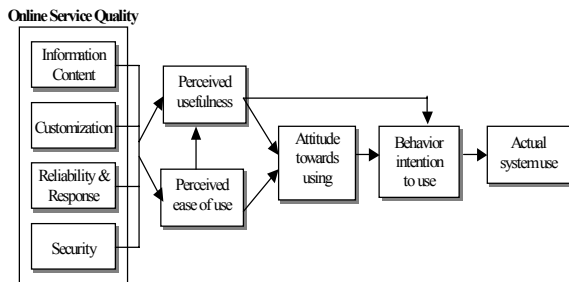 Online Service Quality
Information
Content
Customization
Reliability &
Response
Security
Perceived
usefulness
Perceived
ease of use
Attitude
towards
using
Behavior
intention
to use
Actual
system use